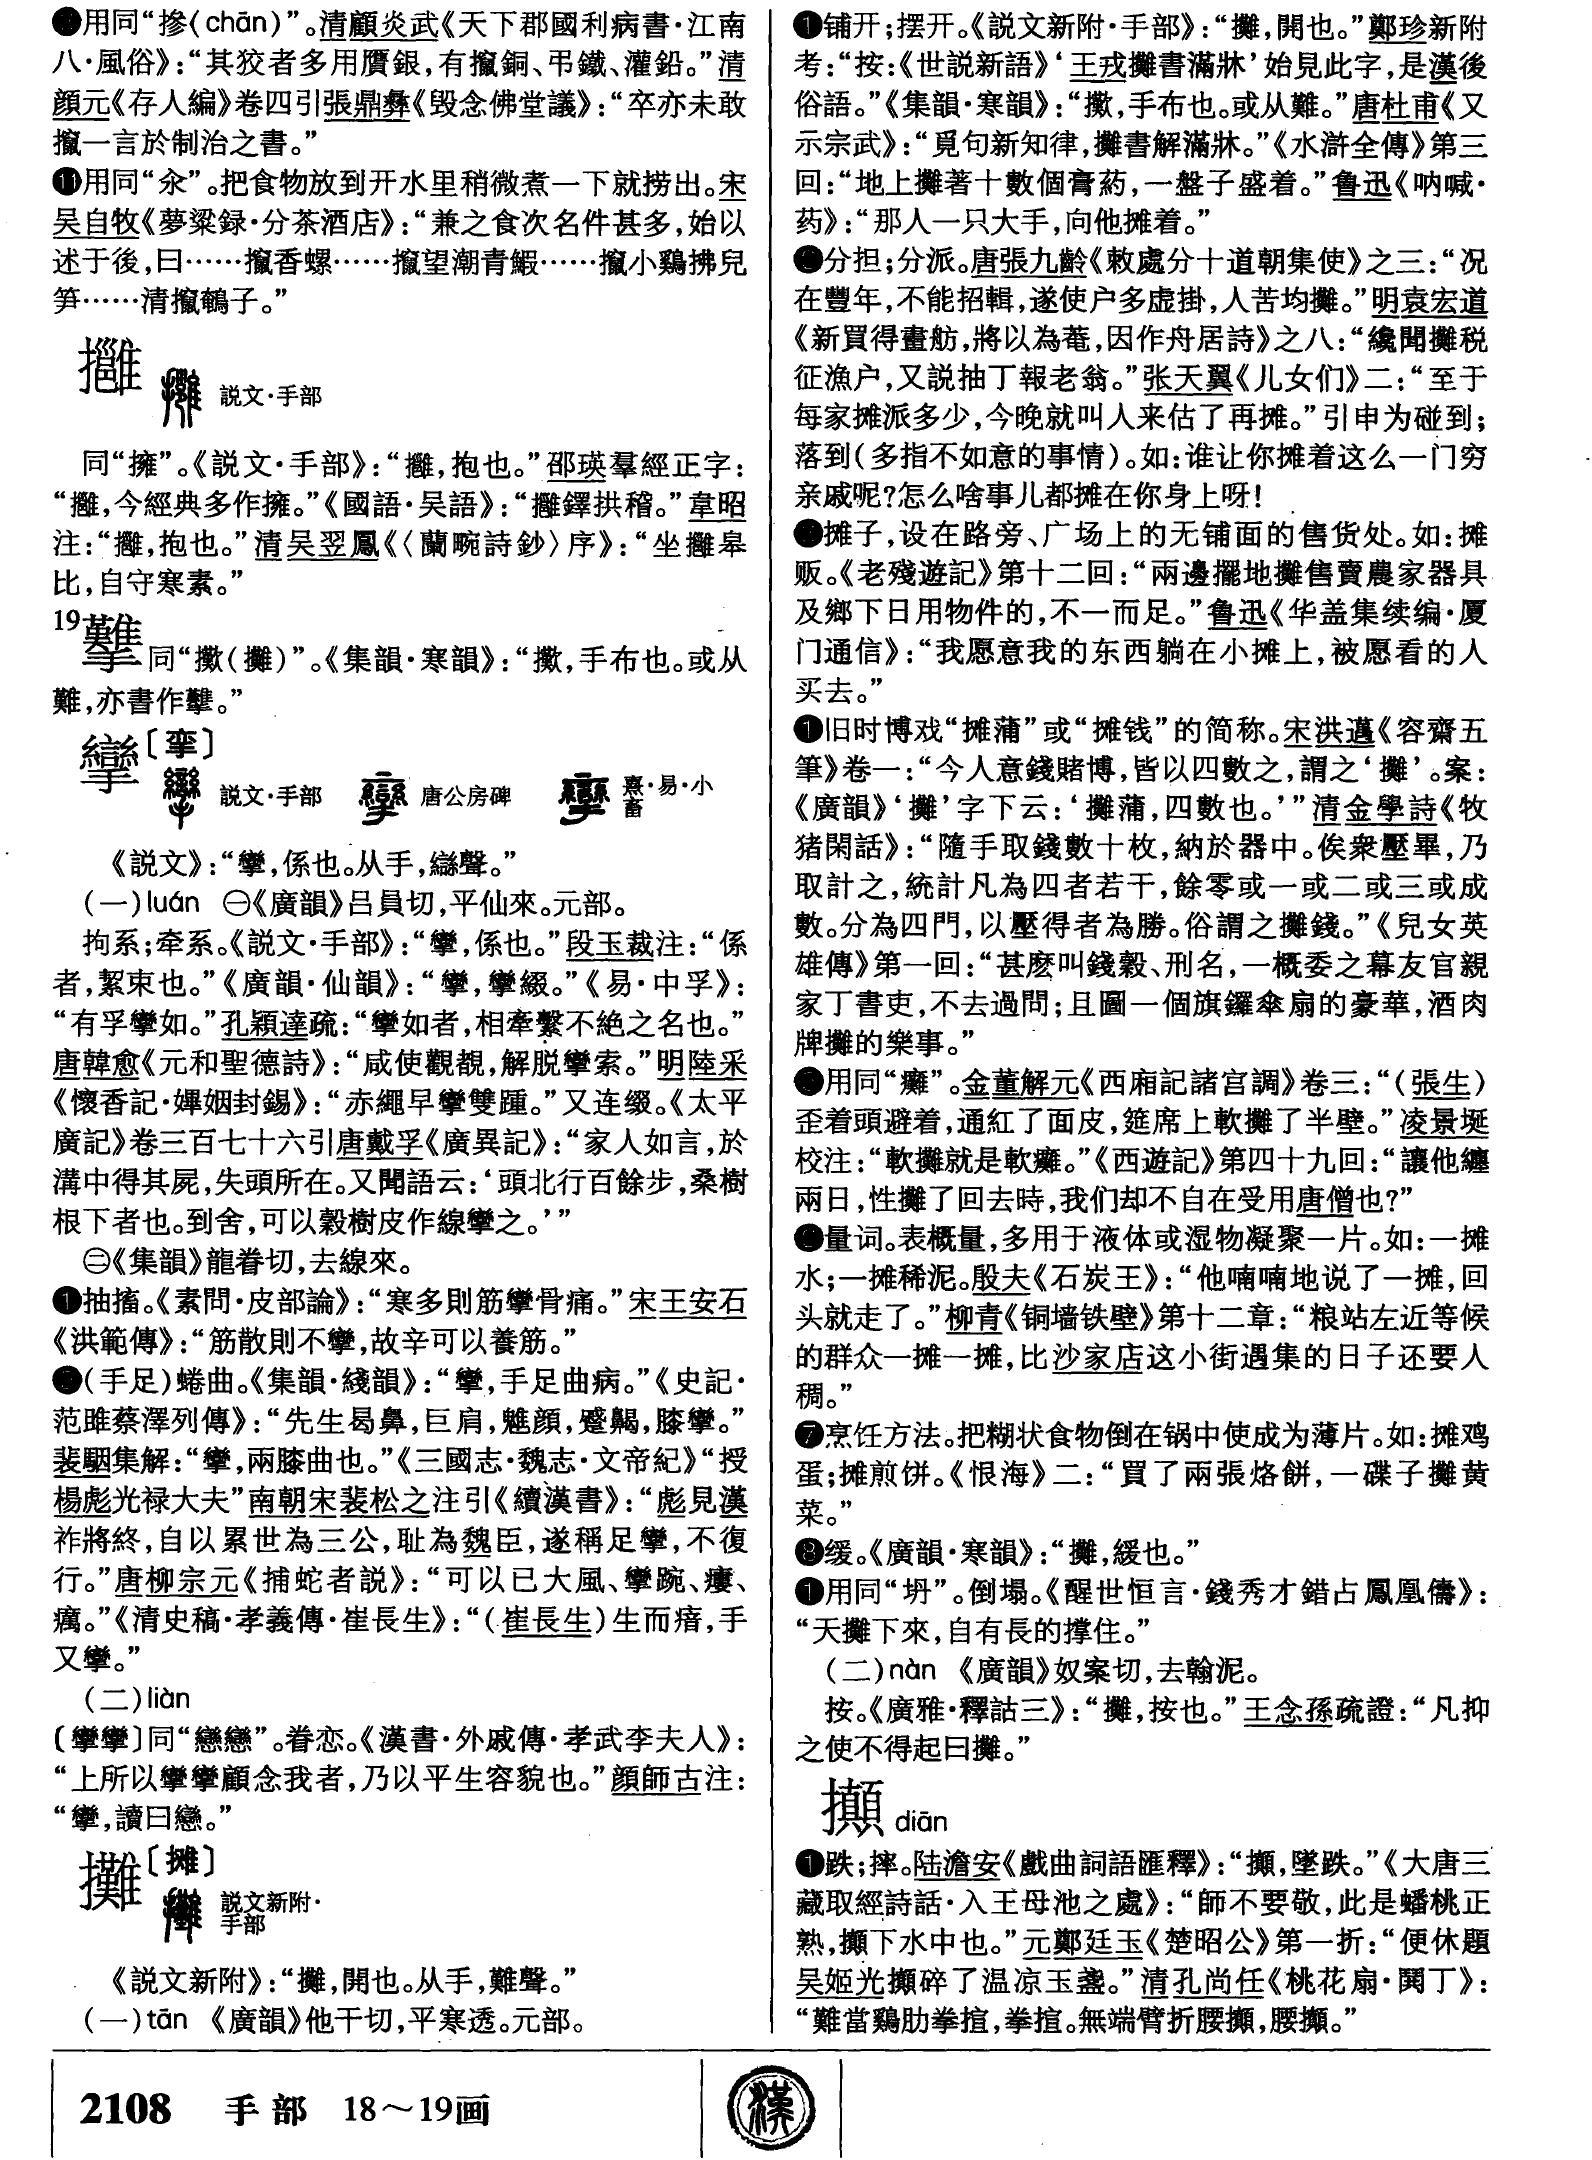 用同“摻(chān)”。清顧炎武《天下郡國利病書·江南
八·風俗》：“其狡者多用贋銀，有攛銅、弔鐵、灌鉛。”清
顔元《存人編》卷四引張鼎彝《毁念佛堂議》：“卒亦未敢
攛一言於制治之書。”
⓫用同“汆”。把食物放到开水里稍微煮一下就捞出。宋
吴自牧《夢粱録·分茶酒店》：“兼之食次名件甚多，始以
述于後，曰……攛香螺……攛望潮青鰕……攛小鷄拂兒
笋……清攛鵪子。”
㩴 説文·手部
同“擁”。《説文·手部》：“㩴，抱也。”邵瑛羣經正字：
“㩴，今經典多作擁。”《國語·吴語》：“㩴鐸拱稽。”韋昭
注：“㩴，抱也。”清吴翌鳳《〈蘭畹詩鈔〉序》：“坐㩴皋
比，自守寒素。”
19 同“擹(攤)”。《集韻·寒韻》：“擹，手布也。或从
難，亦書作。”
攣〔挛〕
説文·手部 唐公房碑 熹·易·小畜
《説文》：“攣，係也。从手，䜌聲。”
(一)luán ㊀《廣韻》吕員切，平仙來。元部。
拘系；牵系。《説文·手部》：“攣，係也。”段玉裁注：“係
者，絜束也。”《廣韻·仙韻》：“攣，攣綴。”《易·中孚》：
“有孚攣如。”孔穎達疏：“攣如者，相牽繫不絶之名也。”
唐韓愈《元和聖德詩》：“咸使觀覩，解脱攣索。”明陸采
《懷香記·嬋姻封錫》：“赤繩早攣雙踵。”又连缀。《太平
廣記》卷三百七十六引唐戴孚《廣異記》：“家人如言，於
溝中得其屍，失頭所在。又聞語云：‘頭北行百餘步，桑樹
根下者也。到舍，可以榖樹皮作線攣之。’”
㊁《集韻》龍眷切，去線來。
❶抽搐。《素問·皮部論》：“寒多則筋攣骨痛。”宋王安石
《洪範傳》：“筋散則不攣，故辛可以養筋。”
❷(手足)蜷曲。《集韻·綫韻》：“攣，手足曲病。”《史記·
范雎蔡澤列傳》：“先生曷鼻，巨肩，魋顔，蹙齃，膝攣。”
裴駰集解：“攣，兩膝曲也。”《三國志·魏志·文帝紀》“授
楊彪光禄大夫”南朝宋裴松之注引《續漢書》：“彪見漢
祚將終，自以累世為三公，耻為魏臣，遂稱足攣，不復
行。”唐柳宗元《捕蛇者説》：“可以已大風、攣踠、瘻、
癘。”《清史稿·孝義傳·崔長生》：“(崔長生)生而瘖，手
又攣。”
(二)liàn
〔攣攣〕同“戀戀”。眷恋。《漢書·外戚傳·孝武李夫人》：
“上所以攣攣顧念我者，乃以平生容貌也。”顔師古注：
“攣，讀曰戀。”
攤〔摊〕
説文新附·手部
《説文新附》：“攤，開也。从手，難聲。”
(一)tān 《廣韻》他干切，平寒透。元部。
❶铺开；摆开。《説文新附·手部》：“攤，開也。”鄭珍新附
考：“按：《世説新語》‘王戎攤書滿牀’始見此字，是漢後
俗語。”《集韻·寒韻》：“擹，手布也。或从難。”唐杜甫《又
示宗武》：“覓句新知律，攤書解滿牀。”《水滸全傳》第三
回：“地上攤著十數個膏葯，一盤子盛着。”鲁迅《呐喊·
药》：“那人一只大手，向他摊着。”
❷分担；分派。唐張九齡《敕處分十道朝集使》之三：“况
在豐年，不能招輯，遂使户多虚掛，人苦均攤。”明袁宏道
《新買得畫舫，將以為菴，因作舟居詩》之八：“纔聞攤税
征漁户，又説抽丁報老翁。”张天翼《儿女们》二：“至于
每家摊派多少，今晚就叫人来估了再摊。”引申为碰到；
落到(多指不如意的事情)。如：谁让你摊着这么一门穷
亲戚呢？怎么啥事儿都摊在你身上呀！
❸摊子，设在路旁、广场上的无铺面的售货处。如：摊
贩。《老殘遊記》第十二回：“兩邊擺地攤售賣農家器具
及鄉下日用物件的，不一而足。”鲁迅《华盖集续编·厦
门通信》：“我愿意我的东西躺在小摊上，被愿看的人
买去。”
❶旧时博戏“摊蒲”或“摊钱”的简称。宋洪邁《容齋五
筆》卷一：“今人意錢賭博，皆以四數之，謂之‘攤’。案：
《廣韻》‘攤’字下云：‘攤蒲，四數也。’”清金學詩《牧
猪閑話》：“隨手取錢數十枚，納於器中。俟衆壓畢，乃
取計之，統計凡為四者若干，餘零或一或二或三或成
數。分為四門，以壓得者為勝。俗謂之攤錢。”《兒女英
雄傳》第一回：“甚麽叫錢穀、刑名，一概委之幕友官親
家丁書吏，不去過問；且圖一個旗鑼傘扇的豪華，酒肉
牌攤的樂事。”
❺用同“癱”。金董解元《西廂記諸宫調》卷三：“(張生)
歪着頭避着，通紅了面皮，筵席上軟攤了半壁。”凌景埏
校注：“軟攤就是軟癱。”《西遊記》第四十九回：“讓他纏
兩日，性攤了回去時，我们却不自在受用唐僧也？”
❻量词。表概量，多用于液体或湿物凝聚一片。如：一摊
水；一摊稀泥。殷夫《石炭王》：“他喃喃地说了一摊，回
头就走了。”柳青《铜墙铁壁》第十二章：“粮站左近等候
的群众一摊一摊，比沙家店这小街遇集的日子还要人
稠。”
❼烹饪方法。把糊状食物倒在锅中使成为薄片。如：摊鸡
蛋；摊煎饼。《恨海》二：“買了兩張烙餅，一碟子攤黄
菜。”
❽缓。《廣韻·寒韻》：“攤，緩也。”
❶用同“坍”。倒塌。《醒世恒言·錢秀才錯占鳳凰儔》：
“天攤下來，自有長的撑住。”
(二)nàn 《廣韻》奴案切，去翰泥。
按。《廣雅·釋詁三》：“攤，按也。”王念孫疏證：“凡抑
之使不得起曰攤。”
攧 diān
❶跌；摔。陆澹安《戲曲詞語匯釋》：“攧，墜跌。”《大唐三
藏取經詩話·入王母池之處》：“師不要敬，此是蟠桃正
熟，攧下水中也。”元鄭廷玉《楚昭公》第一折：“便休題
吴姬光攧碎了温凉玉盞。”清孔尚任《桃花扇·鬨丁》：
“難當鷄肋拳揎，拳揎。無端臂折腰攧，腰攧。”
2108 手部 18～19画
漢